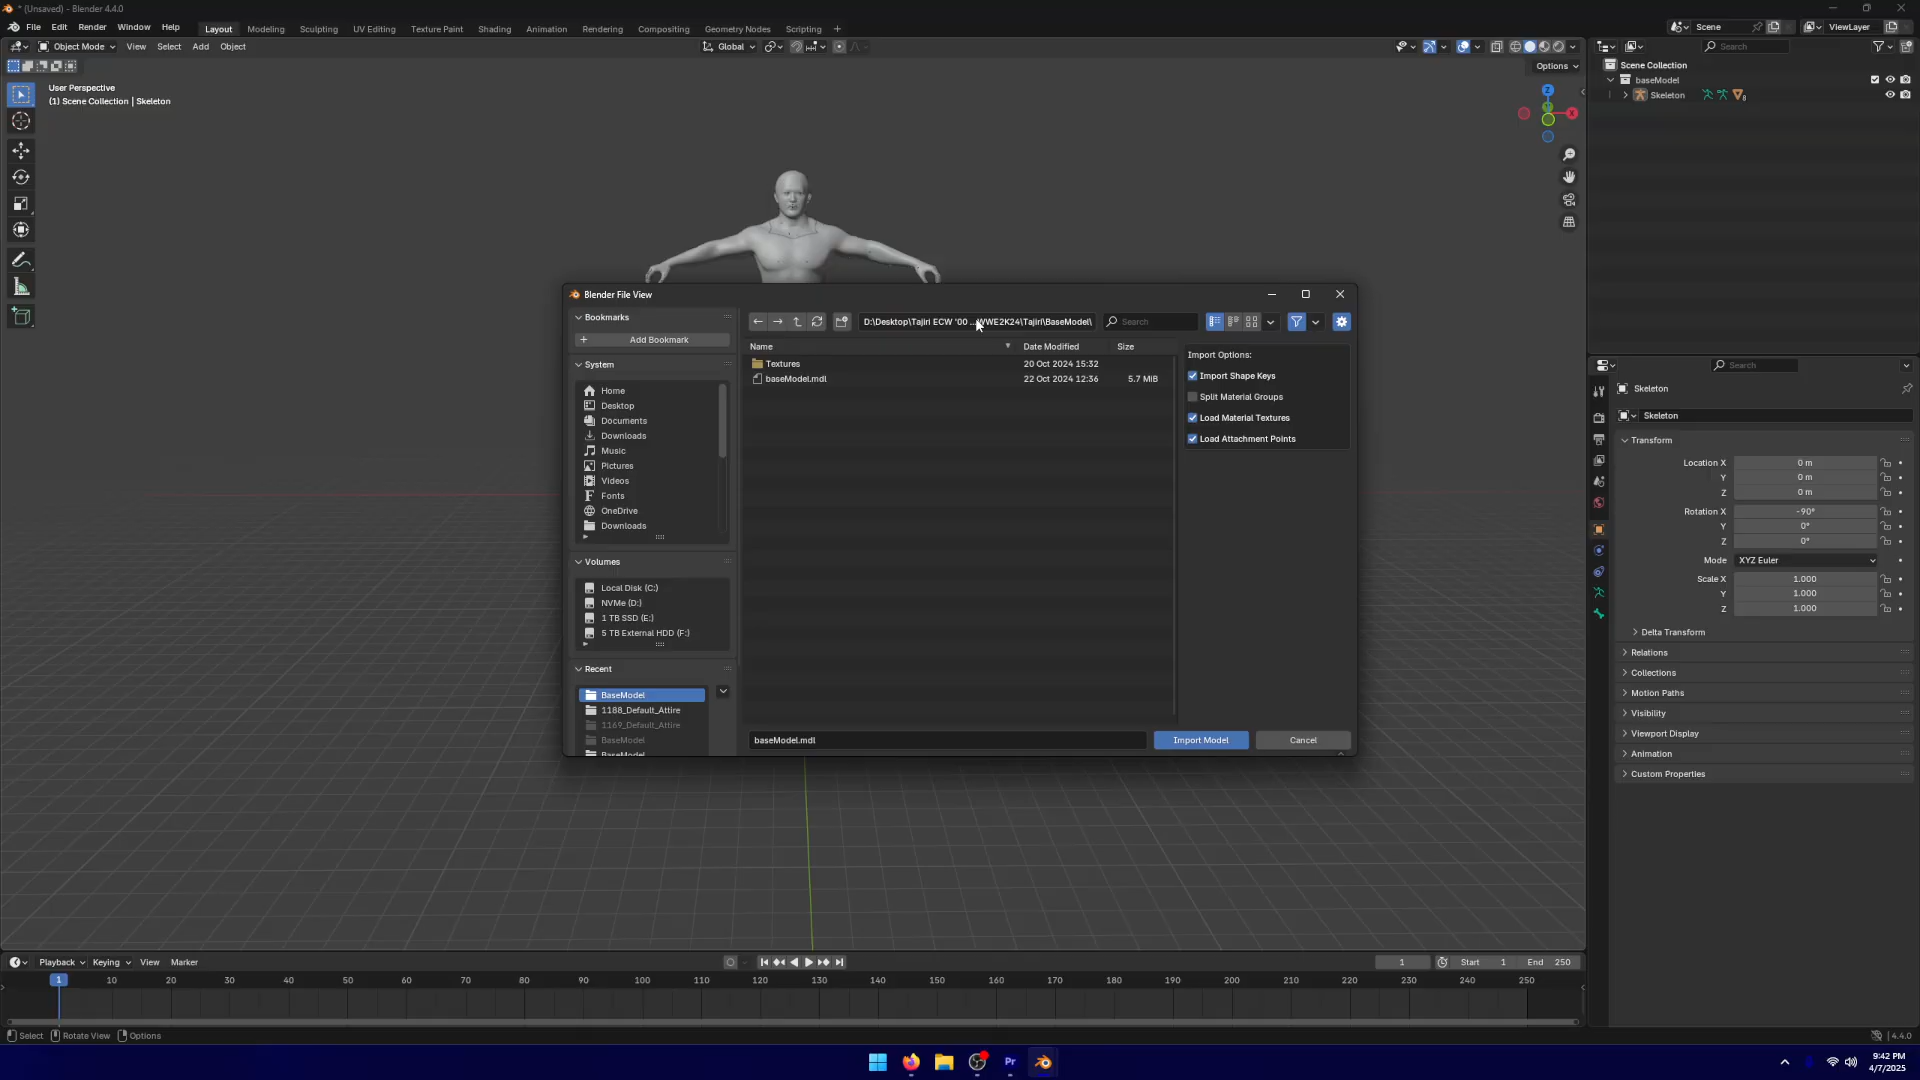 * (Unsaved) - Blender 4.4.0
File Edit Render Window Help Layout Modeling Sculpting UV Editing Texture Paint Shading Animation Rendering Compositing Geometry Nodes Scripting + Scene ViewLayer
Object Mode View Select Add Object Global Search
Options
User Perspective
(1) Scene Collection | Skeleton
Z
X
Scene Collection
baseModel
Skeleton
8
Blender File View
Bookmarks
Add Bookmark
System
Home
Desktop
Documents
Downloads
Music
Pictures
Videos
Fonts
OneDrive
Downloads
Volumes
Local Disk (C:)
NVMe (D:)
1 TB SSD (E:)
5 TB External HDD (F:)
Recent
BaseModel
1188_Default_Attire
1169_Default_Attire
BaseModel
BaseModel
D:\Desktop\Tajiri ECW '00 ...WWE2K24\Tajiri\BaseModel\ Search
Name Date Modified Size
Textures 20 Oct 2024 15:32
baseModel.mdl 22 Oct 2024 12:36 5.7 MiB
Import Options:
Import Shape Keys
Split Material Groups
Load Material Textures
Load Attachment Points
baseModel.mdl Import Model Cancel
Search
Skeleton
Skeleton
Transform
Location X 0 m
Y 0 m
Z 0 m
Rotation X -90°
Y 0°
Z 0°
Mode XYZ Euler
Scale X 1.000
Y 1.000
Z 1.000
Delta Transform
Relations
Collections
Motion Paths
Visibility
Viewport Display
Animation
Custom Properties
Playback Keying View Marker 1 Start 1 End 250
1 10 20 30 40 50 60 70 80 90 100 110 120 130 140 150 160 170 180 190 200 210 220 230 240 250
Select Rotate View Options 4.4.0
Pr
9:42 PM
4/7/2025